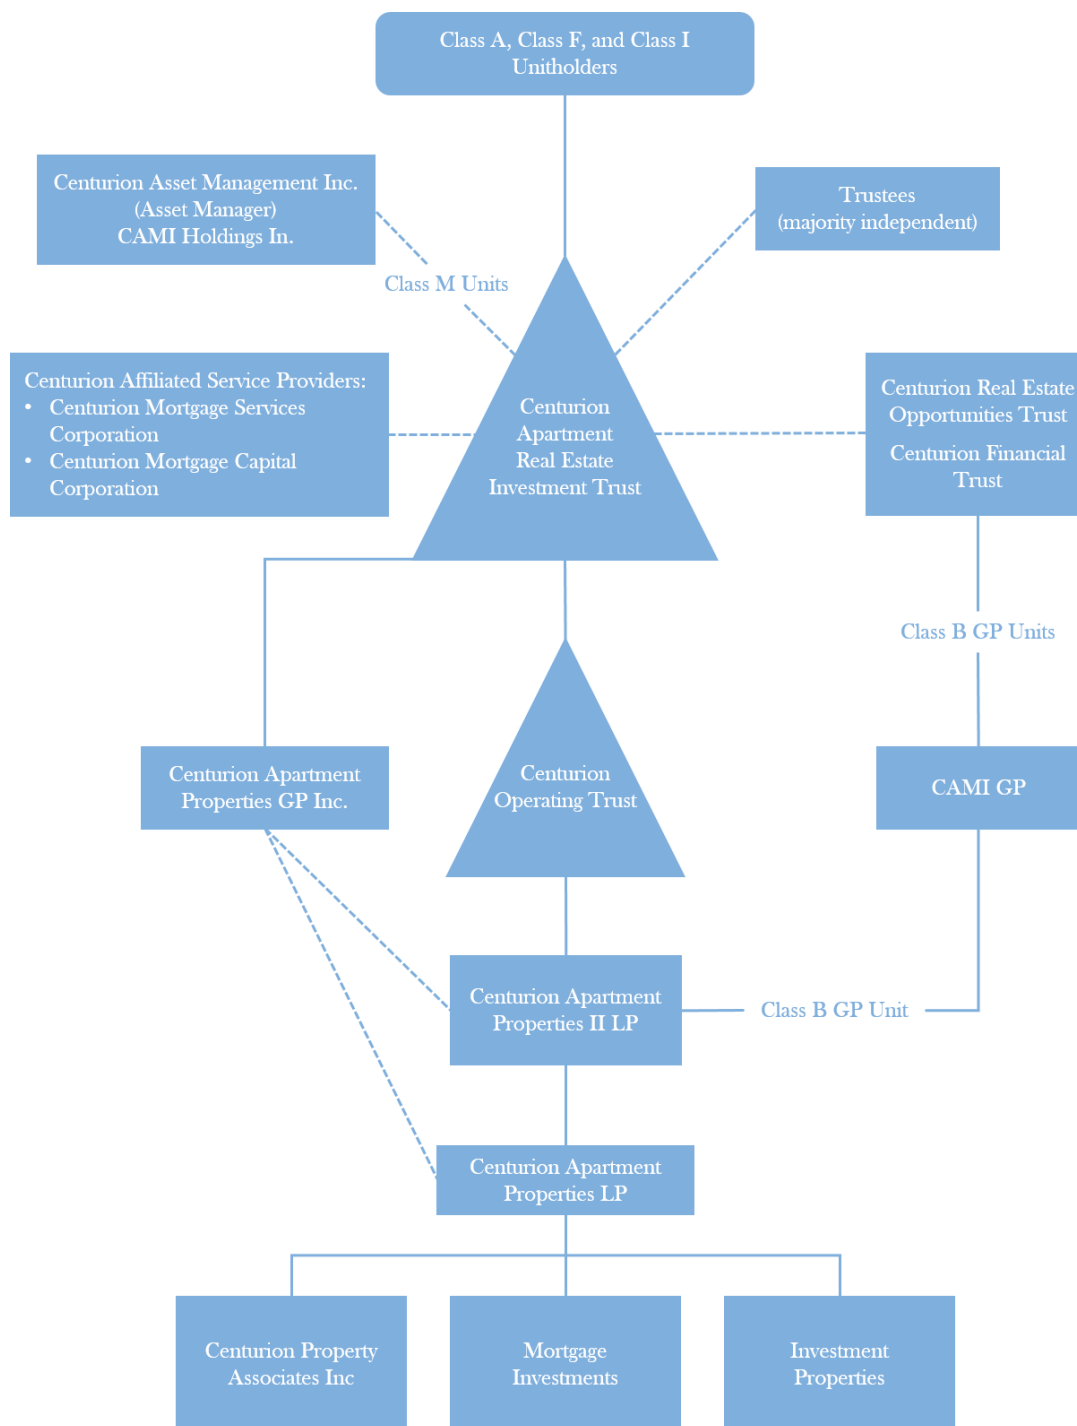 Class A, Class F, and Class I
Unitholders
Centurion Asset Management Inc.
(Asset Manager)
CAMI Holdings In.
Trustees
(majority independent)
Class M Units
Centurion Affiliated Service Providers:
• Centurion Mortgage Services
Corporation
• Centurion Mortgage Capital
Corporation
Centurion
Apartment
Real Estate
Investment Trust
Centurion Real Estate
Opportunities Trust
Centurion Financial
Trust
Class B GP Units
Centurion Apartment
Properties GP Inc.
Centurion
Operating Trust
CAMI GP
Centurion Apartment
Properties II LP
Class B GP Unit
Centurion Apartment
Properties LP
Centurion Property
Associates Inc
Mortgage
Investments
Investment
Properties